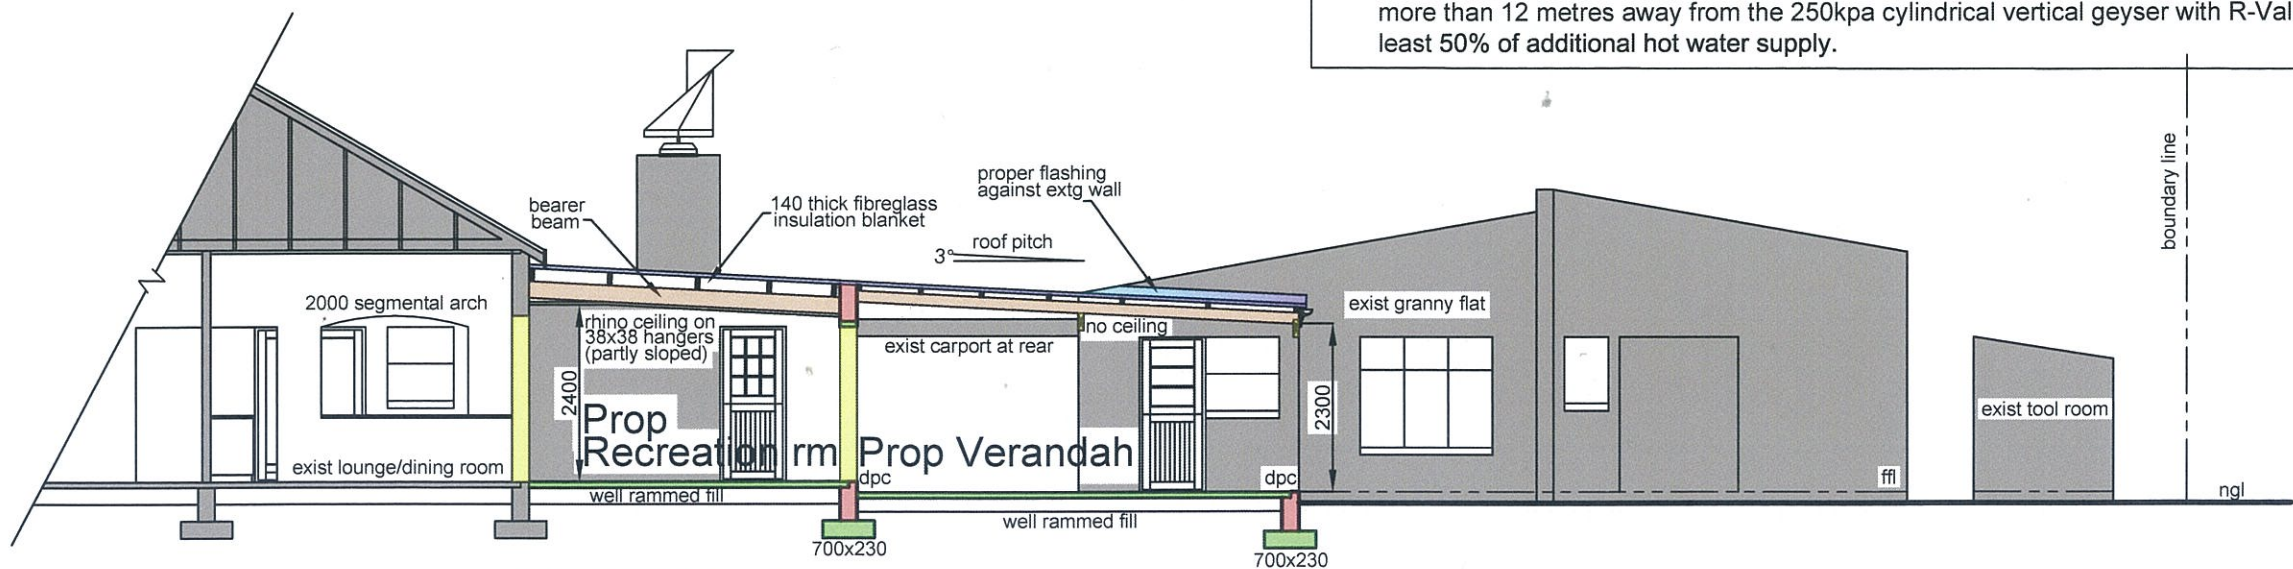 more than 12 metres away from the 250kpa cylindrical vertical geyser with R-Val
least 50% of additional hot water supply.
boundary line
proper flashing
against extg wall
bearer
beam
140 thick fibreglass
insulation blanket
3°
roof pitch
2000 segmental arch
exist granny flat
rhino ceiling on
38x38 hangers
(partly sloped)
no ceiling
exist carport at rear
2400
2300
Prop
Recreation rm
Prop Verandah
exist tool room
exist lounge/dining room
dpc
dpc
ffl
well rammed fill
ngl
well rammed fill
700x230
700x230